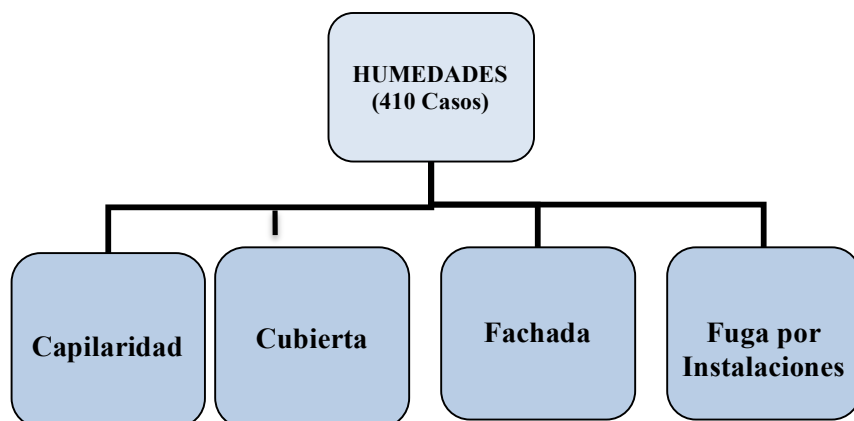 HUMEDADES
(410 Casos)
Capilaridad
Cubierta
Fachada
Fuga por
Instalaciones